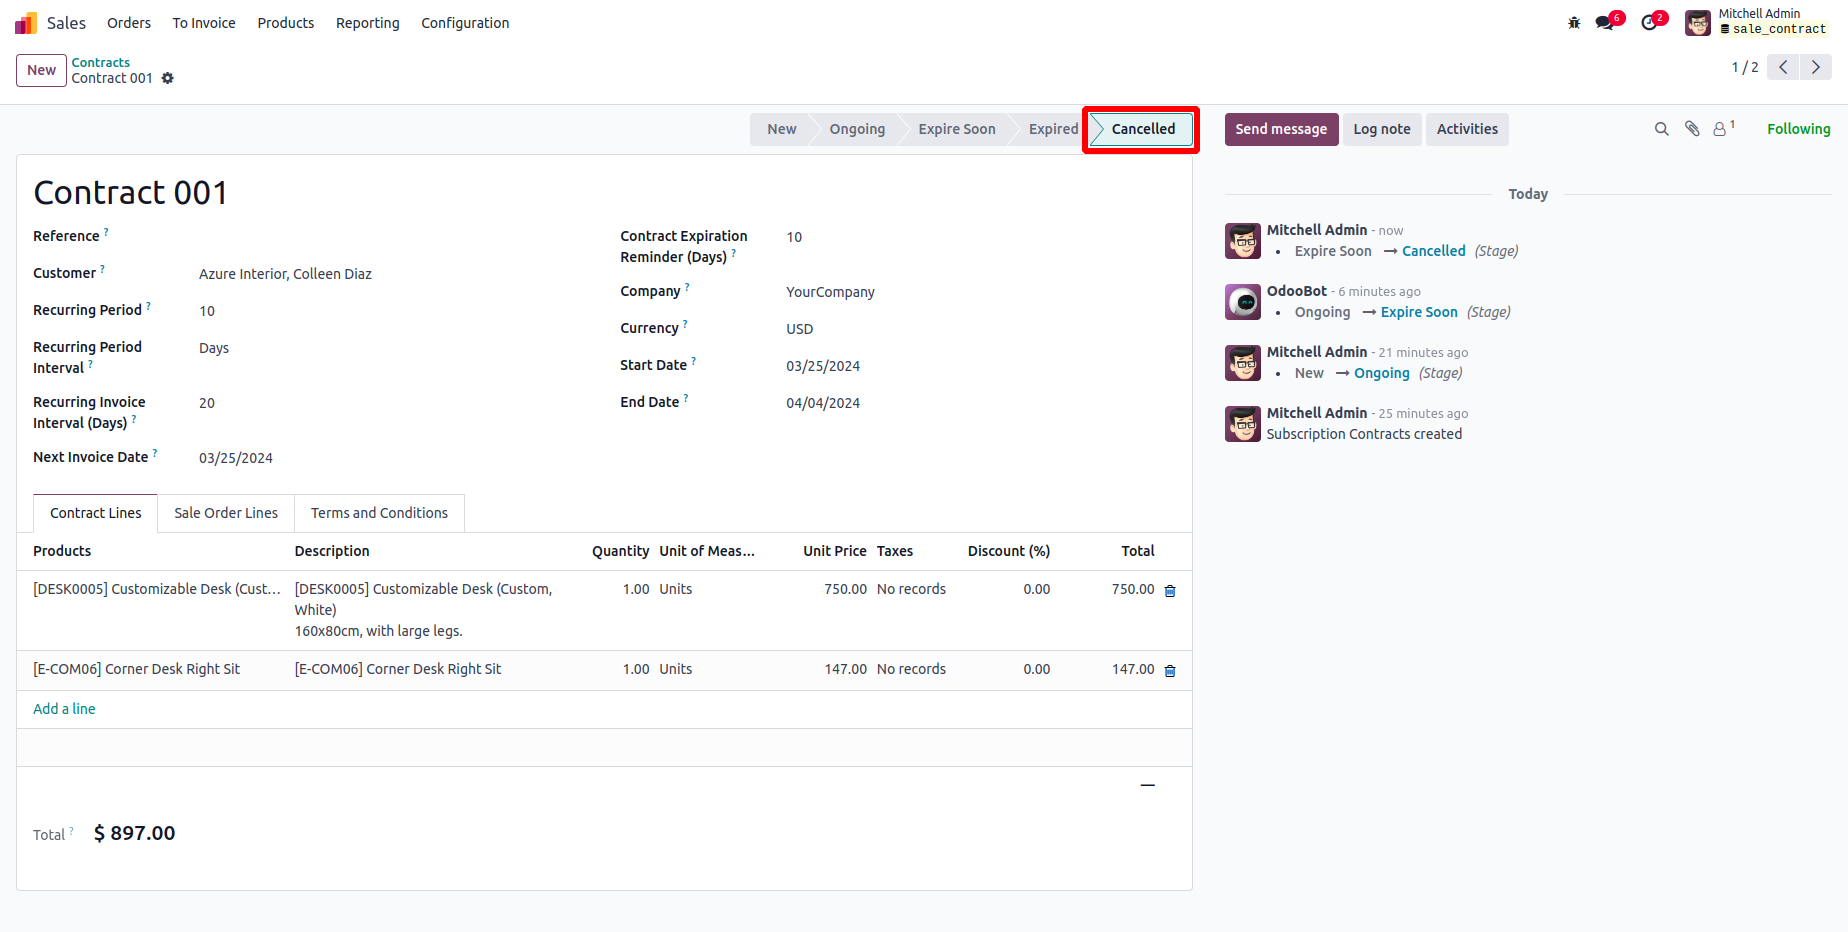 Sales Orders To Invoice Products Reporting Configuration 6 2 Mitchell Admin
sale_contract
New Contracts
Contract 001
1 / 2
New Ongoing Expire Soon Expired Cancelled
Send message Log note Activities 1 Following
Contract 001
Reference ?
Customer ? Azure Interior, Colleen Diaz
Recurring Period ? 10
Recurring Period
Interval ? Days
Recurring Invoice
Interval (Days) ? 20
Next Invoice Date ? 03/25/2024
Contract Expiration
Reminder (Days) ? 10
Company ? YourCompany
Currency ? USD
Start Date ? 03/25/2024
End Date ? 04/04/2024
Contract Lines Sale Order Lines Terms and Conditions
Products Description Quantity Unit of Meas... Unit Price Taxes Discount (%) Total
[DESK0005] Customizable Desk (Cust... [DESK0005] Customizable Desk (Custom, 1.00 Units 750.00 No records 0.00 750.00
White)
160x80cm, with large legs.
[E-COM06] Corner Desk Right Sit [E-COM06] Corner Desk Right Sit 1.00 Units 147.00 No records 0.00 147.00
Add a line
Total ? $ 897.00
Today
Mitchell Admin - now
• Expire Soon → Cancelled (Stage)
OdooBot - 6 minutes ago
• Ongoing → Expire Soon (Stage)
Mitchell Admin - 21 minutes ago
• New → Ongoing (Stage)
Mitchell Admin - 25 minutes ago
Subscription Contracts created